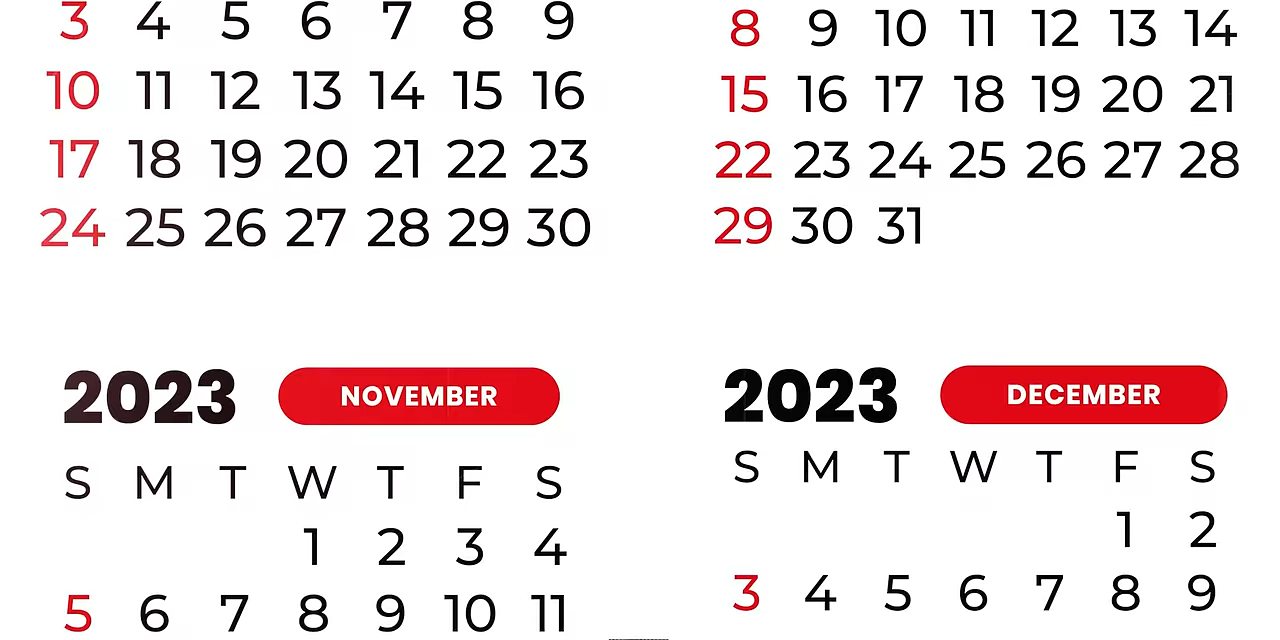 3 4 5 6 7 8 9
10 11 12 13 14 15 16
17 18 19 20 21 22 23
24 25 26 27 28 29 30
8 9 10 11 12 13 14
15 16 17 18 19 20 21
22 23 24 25 26 27 28
29 30 31
2023 NOVEMBER
S M T W T F S
1 2 3 4
5 6 7 8 9 10 11
2023 DECEMBER
S M T W T F S
1 2
3 4 5 6 7 8 9